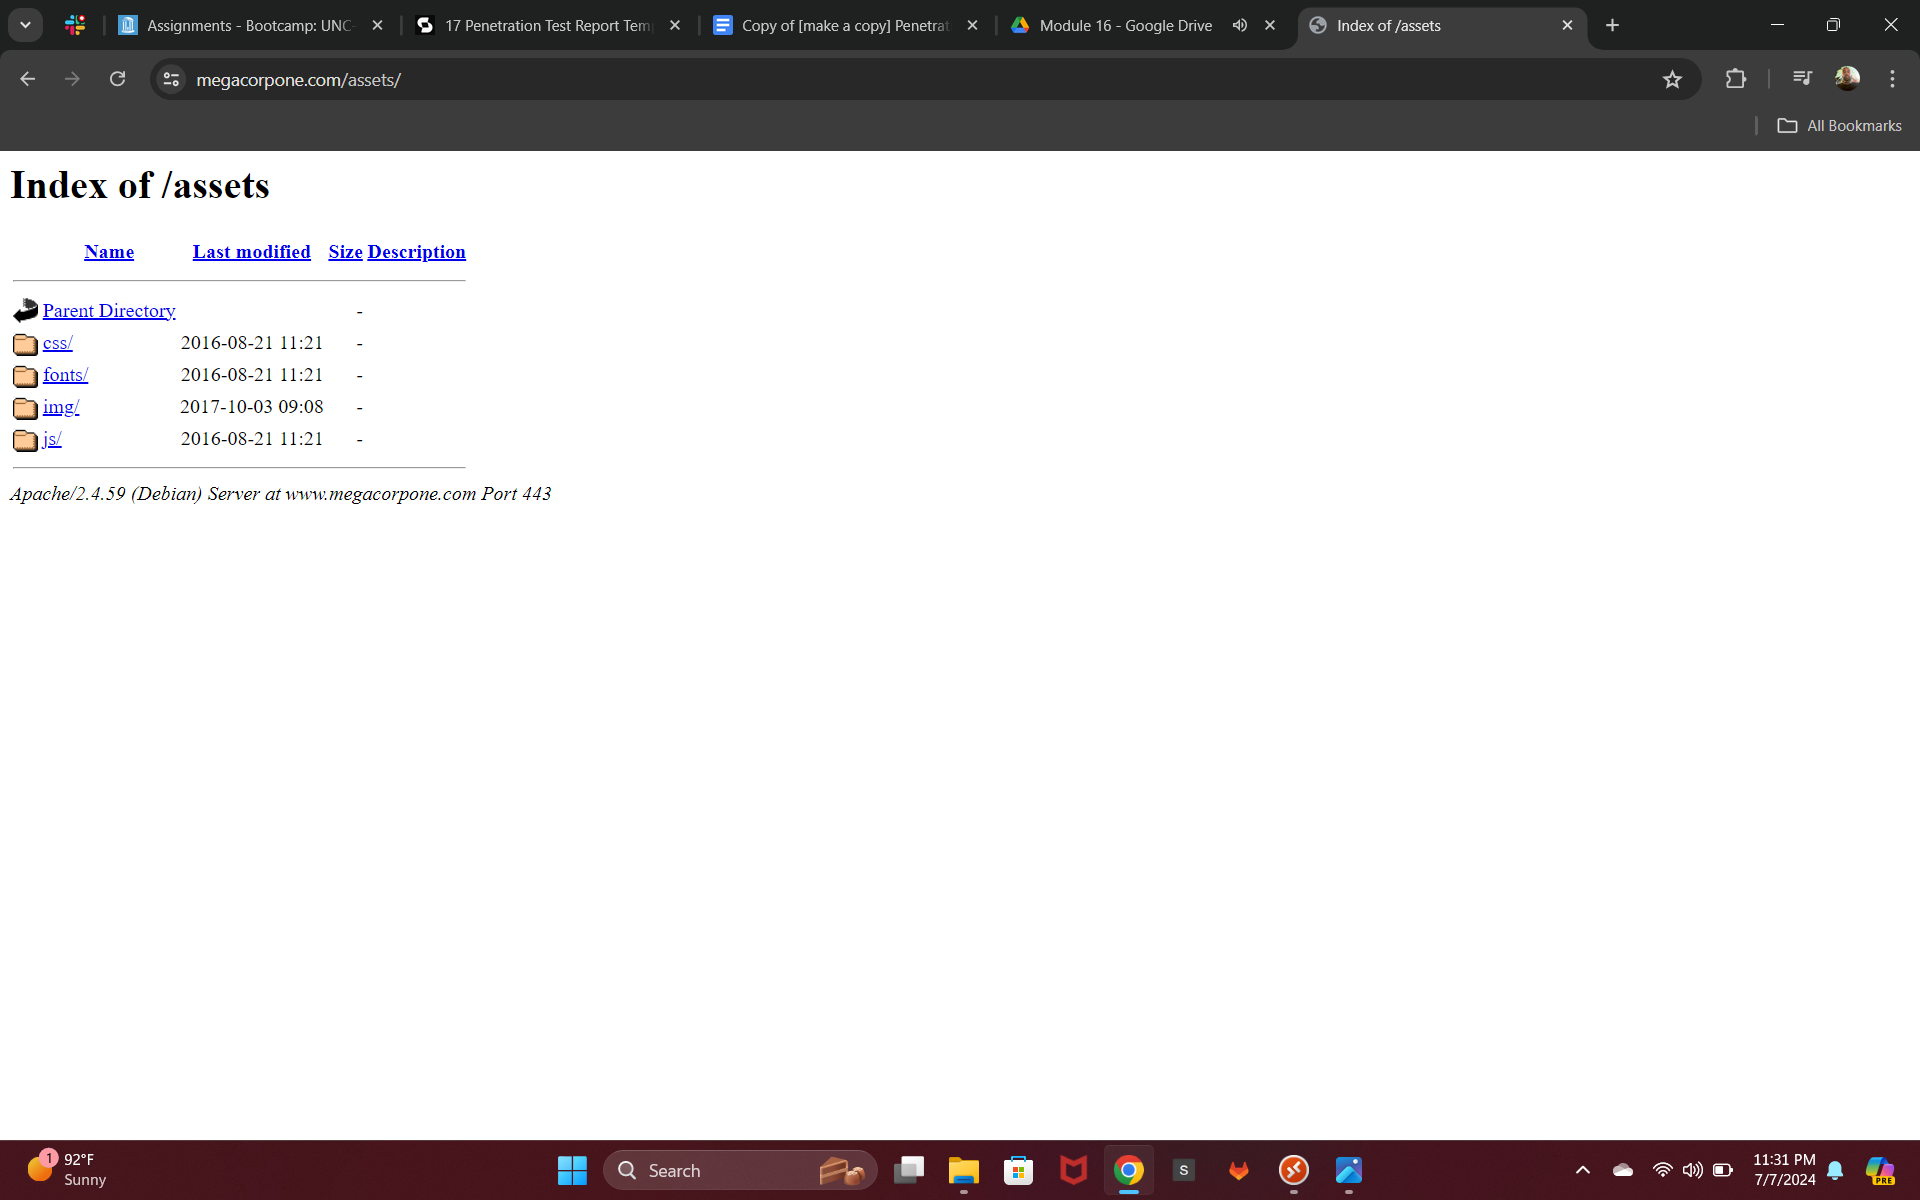 Assignments - Bootcamp: UNC-
17 Penetration Test Report Tem
Copy of [make a copy] Penetrat
Module 16 - Google Drive
Index of /assets
megacorpone.com/assets/
All Bookmarks
Index of /assets
Name Last modified Size Description
Parent Directory -
css/ 2016-08-21 11:21 -
fonts/ 2016-08-21 11:21 -
img/ 2017-10-03 09:08 -
js/ 2016-08-21 11:21 -
Apache/2.4.59 (Debian) Server at www.megacorpone.com Port 443
1
92°F
Sunny
Search
S
11:31 PM
7/7/2024
PRE